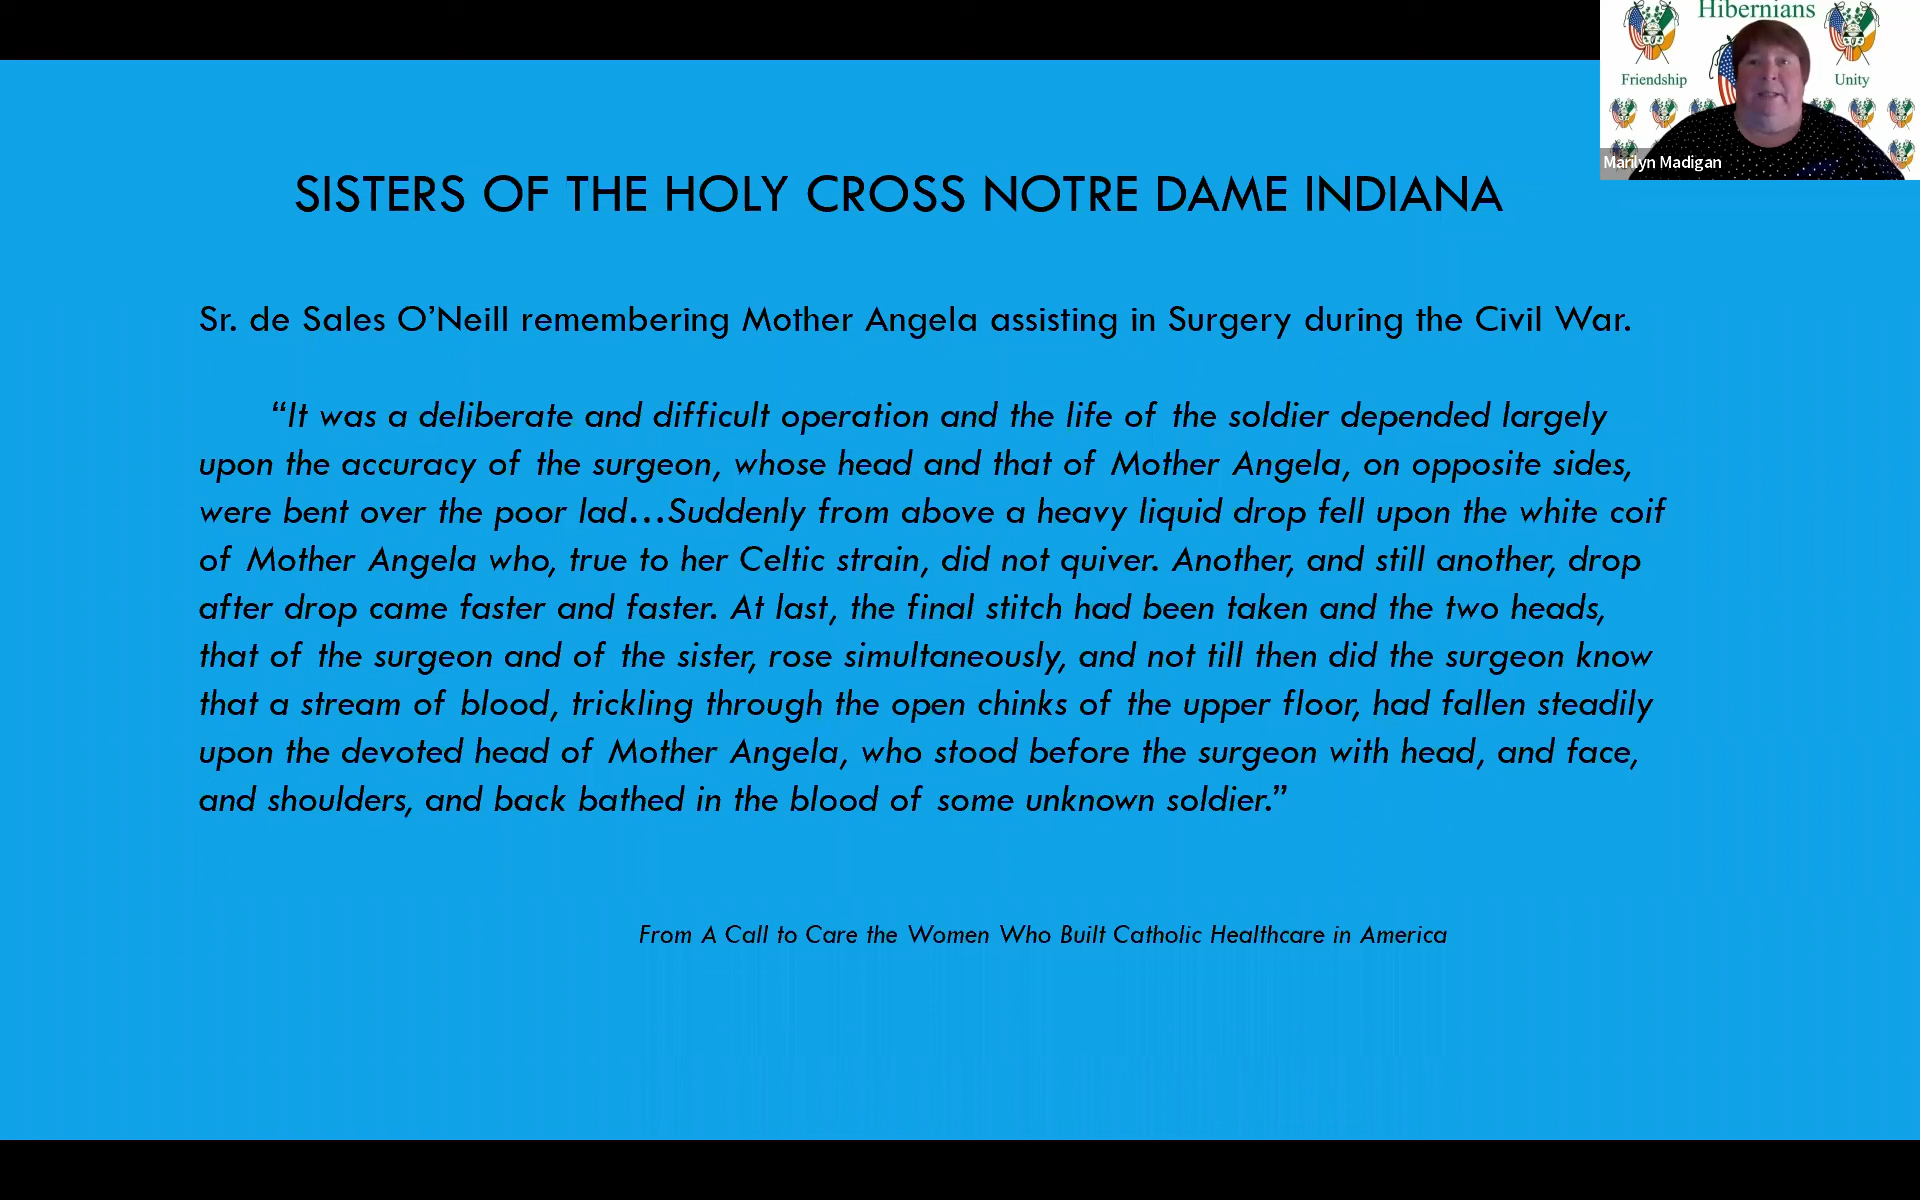 Hibernians
Friendship
Unity
Marilyn Madigan
SISTERS OF THE HOLY CROSS NOTRE DAME INDIANA
Sr. de Sales O’Neill remembering Mother Angela assisting in Surgery during the Civil War.
“It was a deliberate and difficult operation and the life of the soldier depended largely
upon the accuracy of the surgeon, whose head and that of Mother Angela, on opposite sides,
were bent over the poor lad…Suddenly from above a heavy liquid drop fell upon the white coif
of Mother Angela who, true to her Celtic strain, did not quiver. Another, and still another, drop
after drop came faster and faster. At last, the final stitch had been taken and the two heads,
that of the surgeon and of the sister, rose simultaneously, and not till then did the surgeon know
that a stream of blood, trickling through the open chinks of the upper floor, had fallen steadily
upon the devoted head of Mother Angela, who stood before the surgeon with head, and face,
and shoulders, and back bathed in the blood of some unknown soldier.”
From A Call to Care the Women Who Built Catholic Healthcare in America